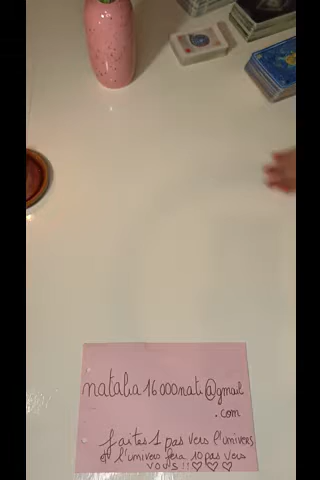 natalia16000nati@gmail
.com
faites 1 pas vers l'univers
et l'univers fera 10 pas vers
vous!!♡♡♡